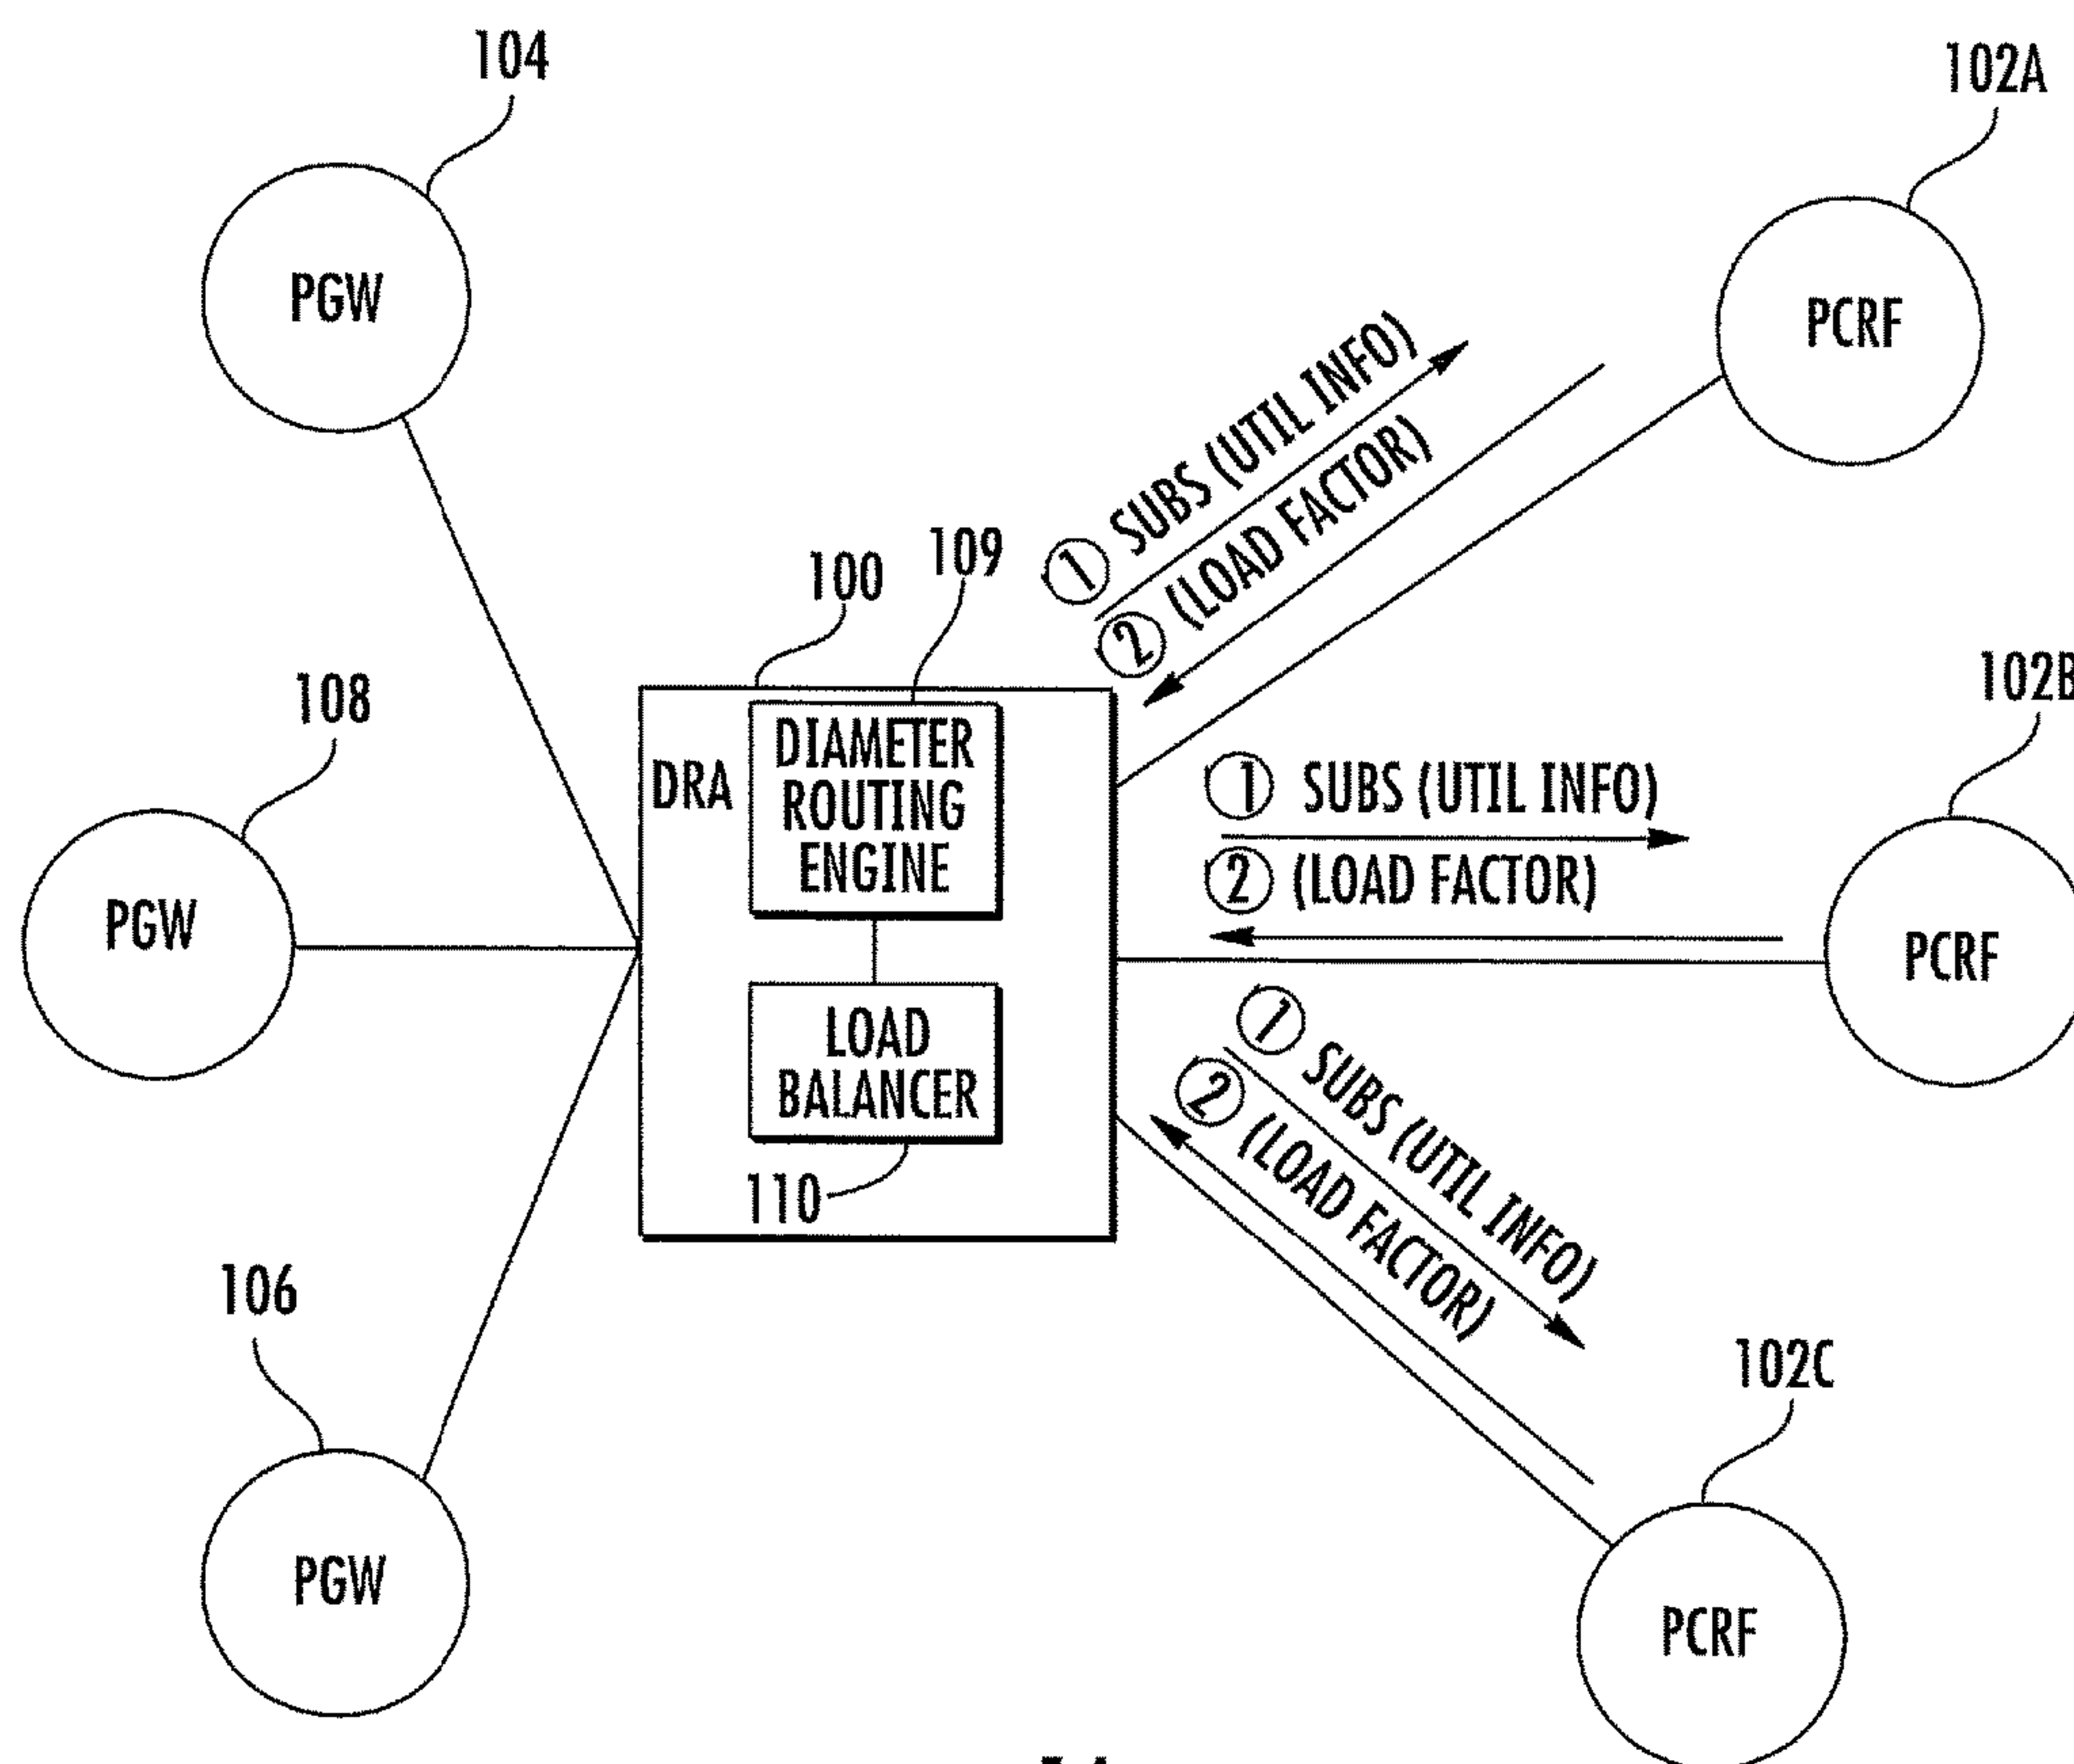 104
102A
PGW
PCRF
① SUBS (UTIL INFO)
② (LOAD FACTOR)
109
100
108
102B
DRA
DIAMETER
ROUTING
ENGINE
① SUBS (UTIL INFO)
② (LOAD FACTOR)
PGW
PCRF
LOAD
BALANCER
① SUBS (UTIL INFO)
② (LOAD FACTOR)
110
106
102C
PGW
PCRF